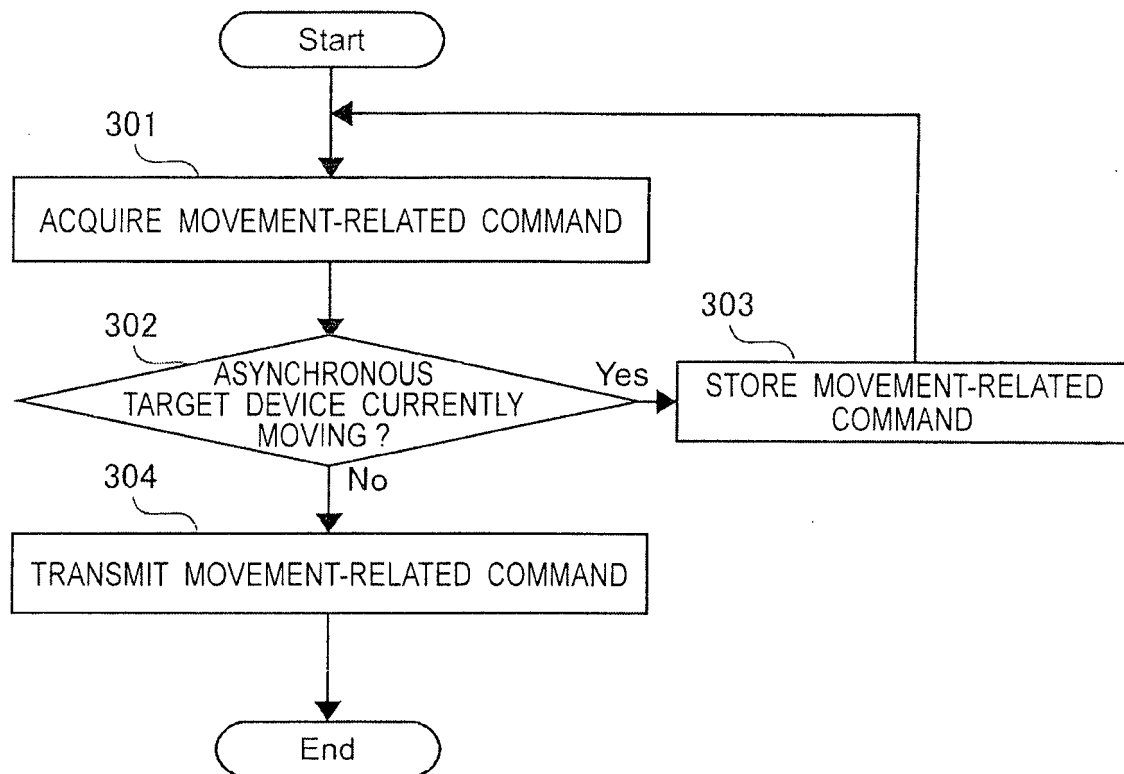 Start
301
ACQUIRE MOVEMENT-RELATED COMMAND
302
ASYNCHRONOUS
TARGET DEVICE CURRENTLY
MOVING ?
Yes
303
STORE MOVEMENT-RELATED
COMMAND
No
304
TRANSMIT MOVEMENT-RELATED COMMAND
End